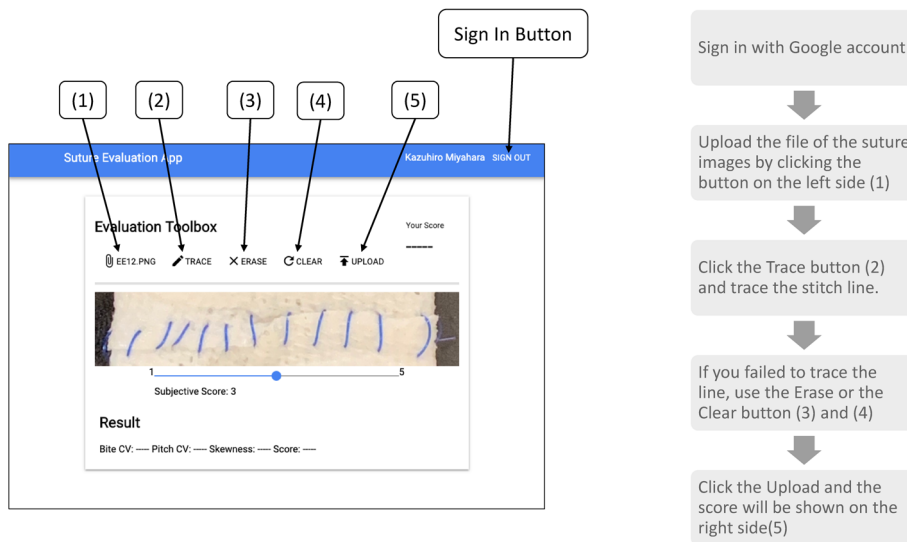 Sign In Button
(1)
(2)
(3)
(4)
(5)
Suture Evaluation App
Kazuhiro Miyahara SIGN OUT
Evaluation Toolbox
Your Score
-----
EE12.PNG
TRACE
ERASE
CLEAR
UPLOAD
1
5
Subjective Score: 3
Result
Bite CV: ----- Pitch CV: ----- Skewness: ----- Score: -----
Sign in with Google account
Upload the file of the suture
images by clicking the
button on the left side (1)
Click the Trace button (2)
and trace the stitch line.
If you failed to trace the
line, use the Erase or the
Clear button (3) and (4)
Click the Upload and the
score will be shown on the
right side(5)